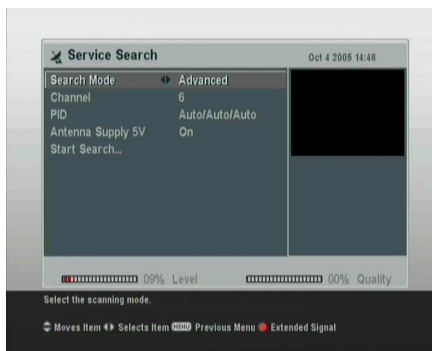 Service Search
Oct 4 2005 14:46
Search Mode Advanced
Channel 6
PID Auto/Auto/Auto
Antenna Supply 5V On
Start Search...
09% Level 00% Quality
Select the scanning mode.
Moves Item Selects Item MENU Previous Menu Extended Signal